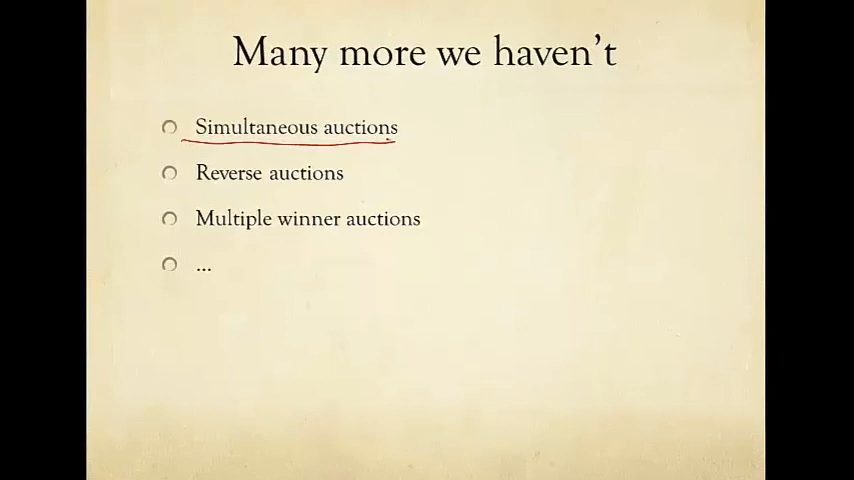 Many more we haven't
Simultaneous auctions
Reverse auctions
Multiple winner auctions
...